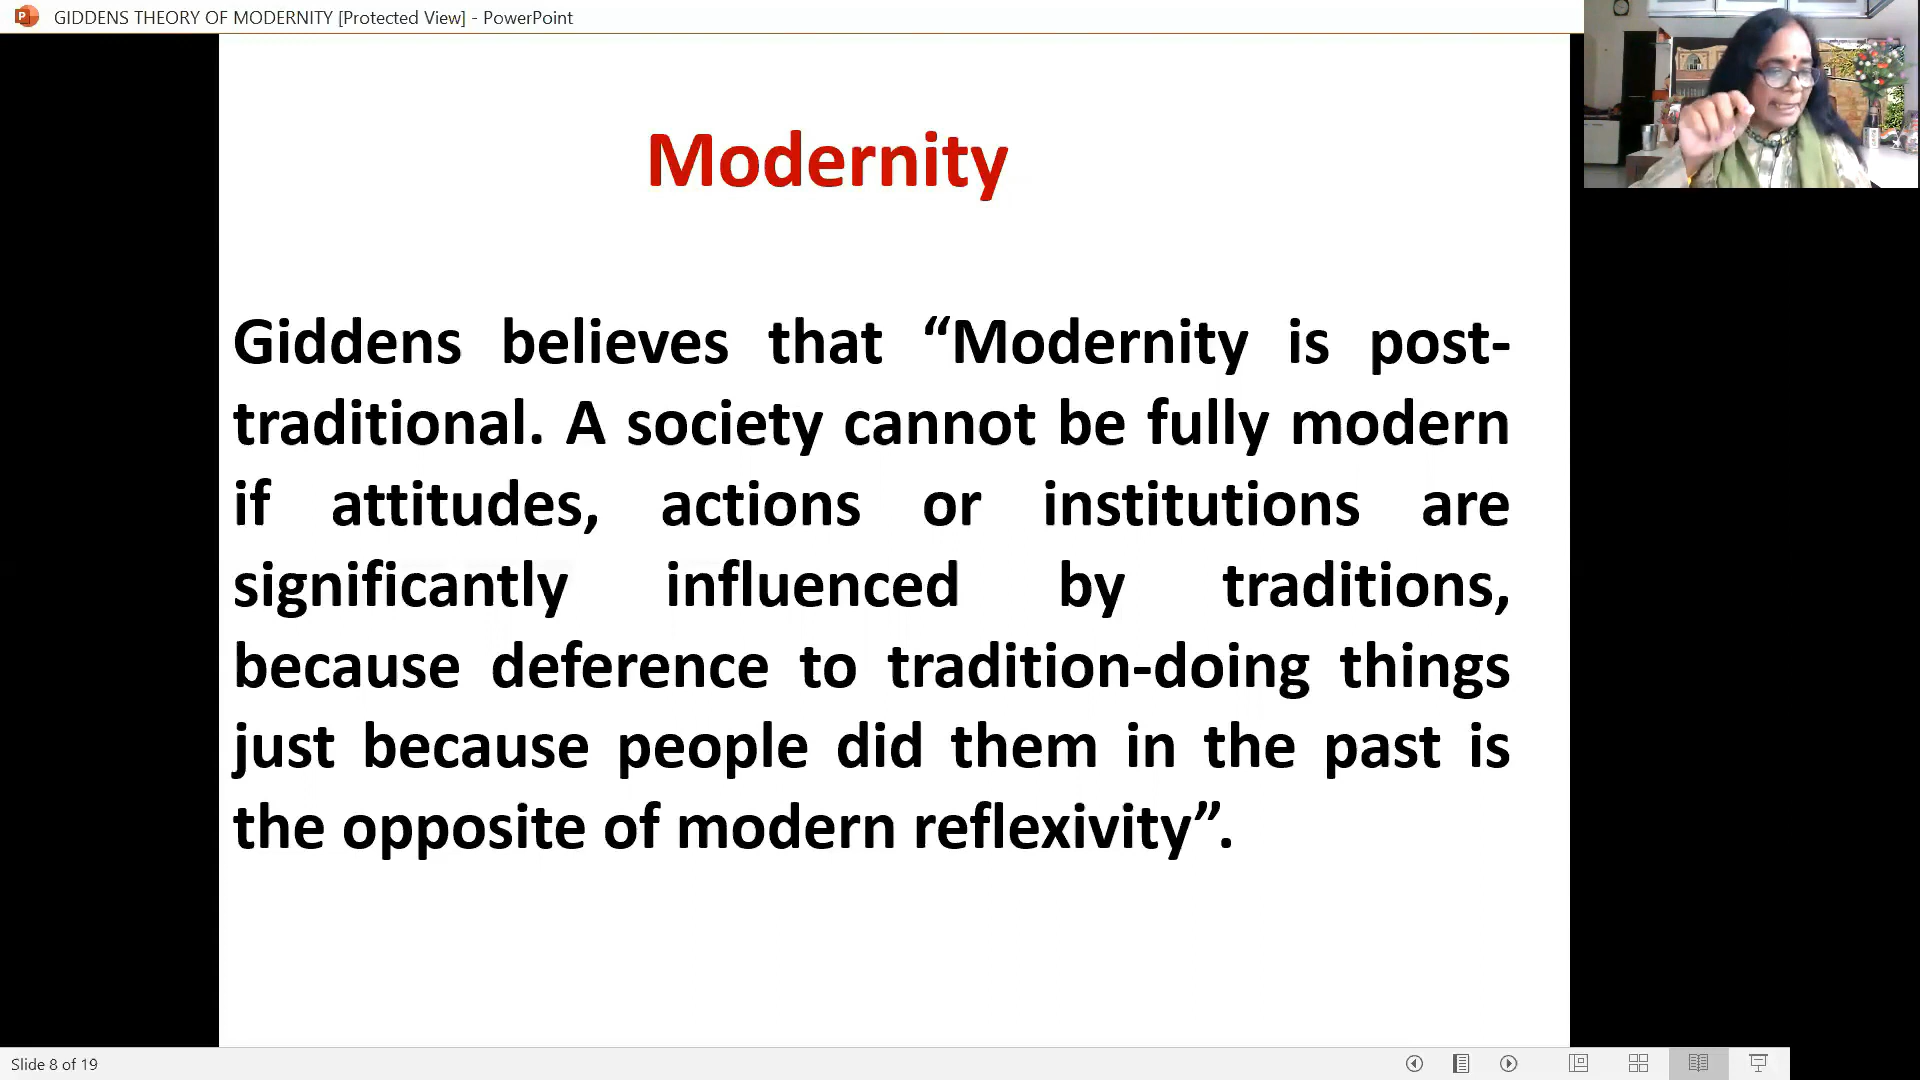 GIDDENS THEORY OF MODERNITY [Protected View] - PowerPoint
Modernity
Giddens believes that “Modernity is post-
traditional. A society cannot be fully modern
if attitudes, actions or institutions are
significantly influenced by traditions,
because deference to tradition-doing things
just because people did them in the past is
the opposite of modern reflexivity”.
Slide 8 of 19